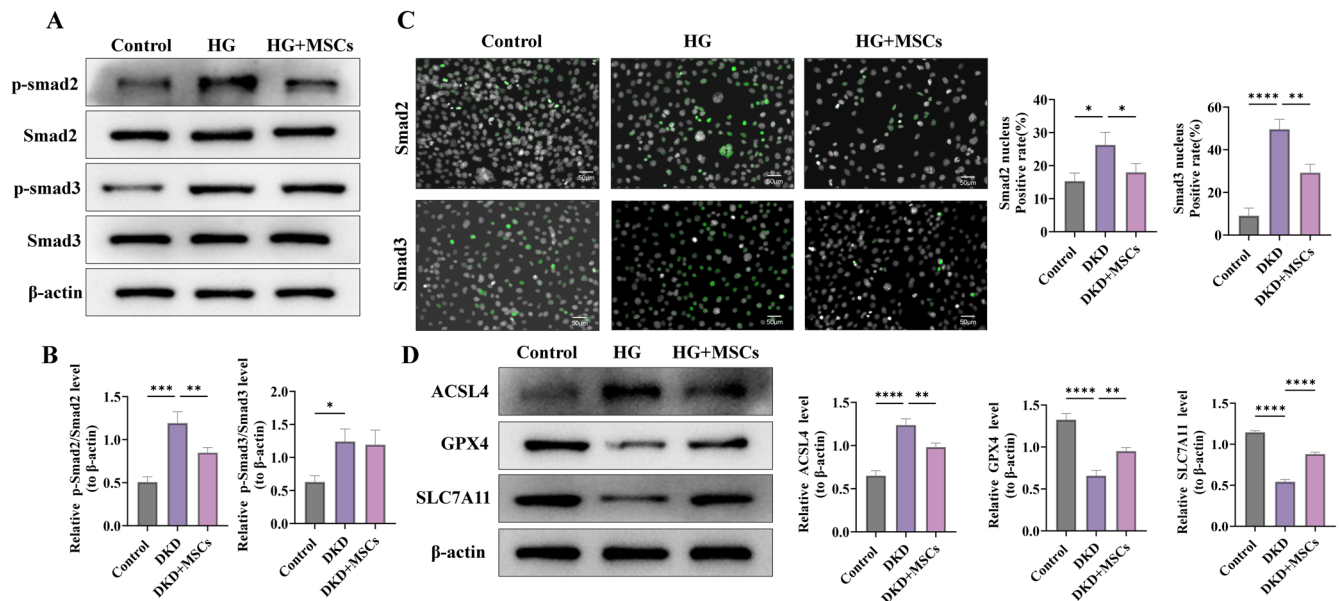 A
Control HG HG+MSCs
p-smad2
Smad2
p-smad3
Smad3
β-actin
B
Relative p-Smad2/Smad2 level
(to β-actin)
1.5
1.0
0.5
0.0
*** **
Control
DKD
DKD+MSCs
Relative p-Smad3/Smad3 level
(to β-actin)
2.0
1.5
1.0
0.5
0.0
*
Control
DKD
DKD+MSCs
C
Control HG HG+MSCs
Smad2
50μm
50μm
50μm
Smad3
50μm
50μm
50μm
Smad2 nucleus
Positive rate(%)
40
30
20
10
0
* *
Control
DKD
DKD+MSCs
Smad3 nucleus
Positive rate(%)
60
40
20
0
**** **
Control
DKD
DKD+MSCs
D
Control HG HG+MSCs
ACSL4
GPX4
SLC7A11
β-actin
Relative ACSL4 level
(to β-actin)
1.5
1.0
0.5
0.0
**** **
Control
DKD
DKD+MSCs
Relative GPX4 level
(to β-actin)
1.5
1.0
0.5
0.0
**** **
Control
DKD
DKD+MSCs
Relative SLC7A11 level
(to β-actin)
1.5
1.0
0.5
0.0
****
****
Control
DKD
DKD+MSCs